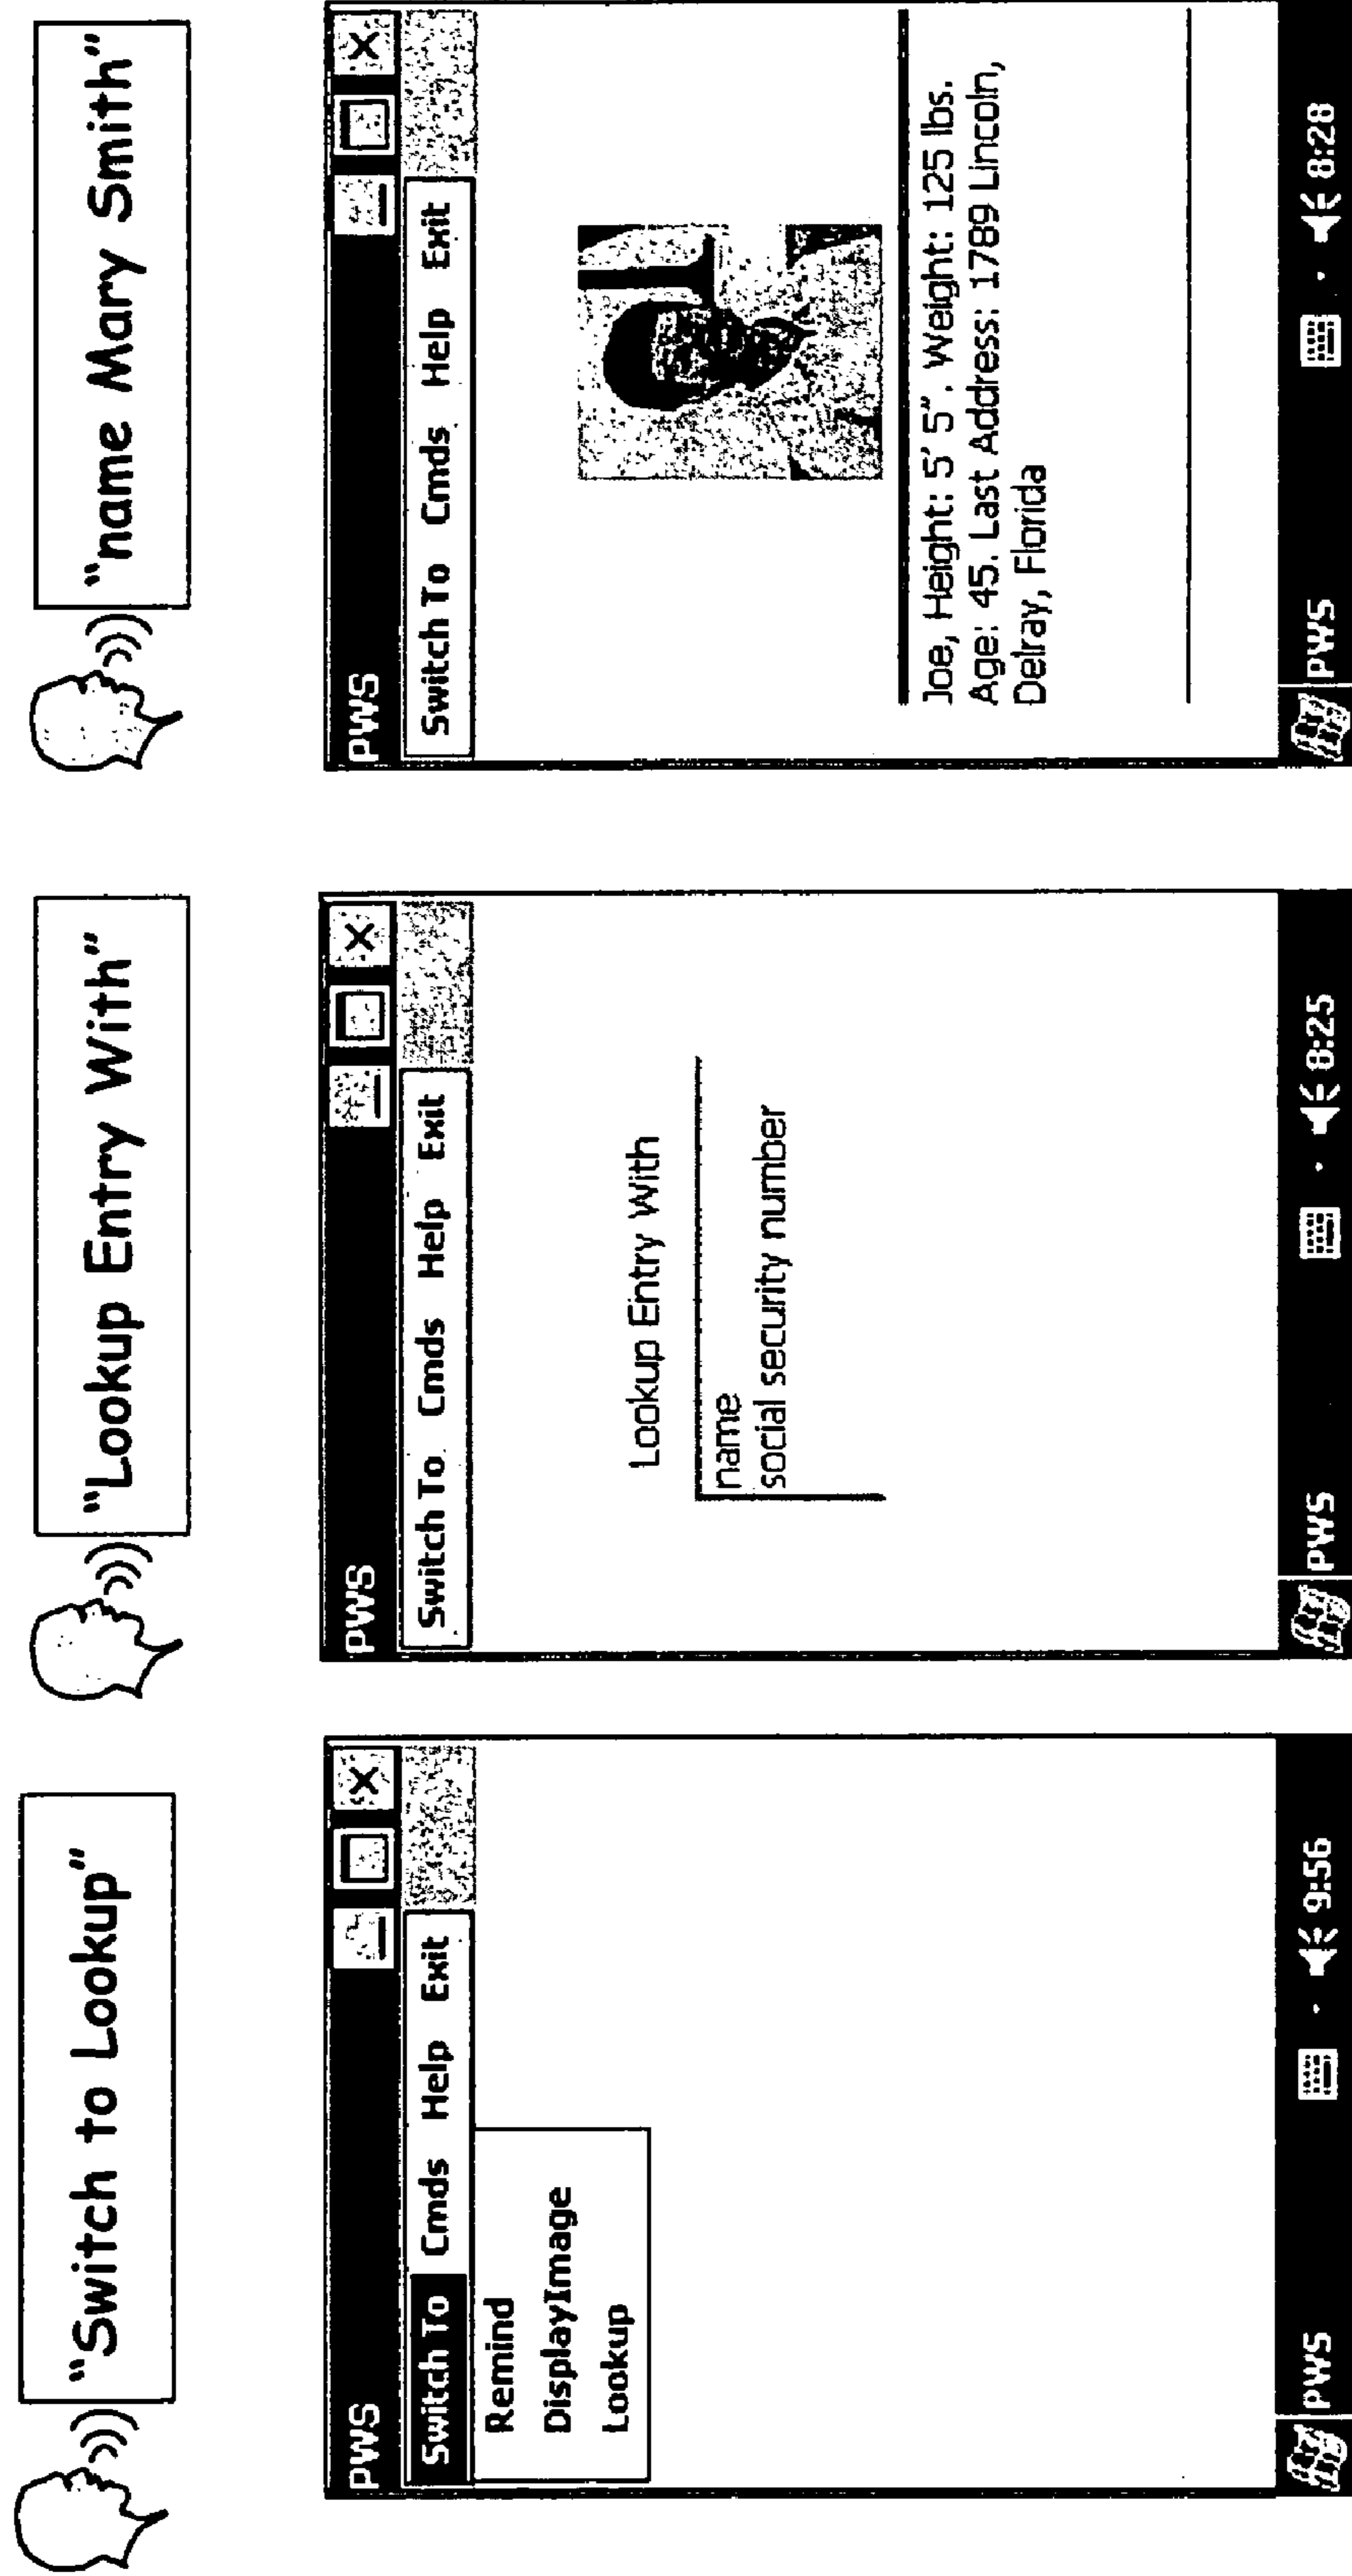 “Switch to Lookup”
PWS
Switch To Cmds Help Exit
Remind
DisplayImage
Lookup
PWS 9:56
“Lookup Entry With”
PWS
Switch To Cmds Help Exit
Lookup Entry With
name
social security number
PWS 8:25
“name Mary Smith”
PWS
Switch To Cmds Help Exit
Joe, Height: 5’ 5”. Weight: 125 lbs.
Age: 45. Last Address: 1789 Lincoln,
Delray, Florida
PWS 8:28